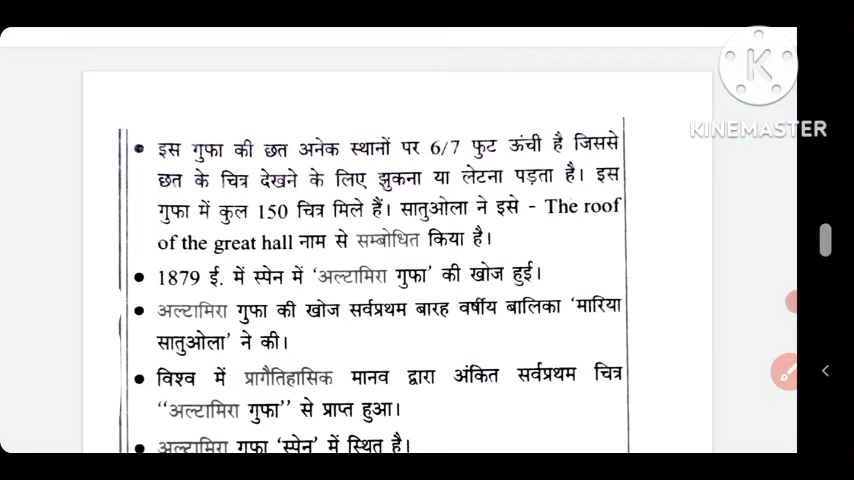 KINEMASTER
• इस गुफा की छत अनेक स्थानों पर 6/7 फुट ऊंची है जिससे
छत के चित्र देखने के लिए झुकना या लेटना पड़ता है। इस
गुफा में कुल 150 चित्र मिले हैं। सातुओला ने इसे - The roof
of the great hall नाम से सम्बोधित किया है।
• 1879 ई. में स्पेन में ‘अल्टामिरा गुफा’ की खोज हुई।
• अल्टामिरा गुफा की खोज सर्वप्रथम बारह वर्षीय बालिका ‘मारिया
सातुओला’ ने की।
• विश्व में प्रागैतिहासिक मानव द्वारा अंकित सर्वप्रथम चित्र
“अल्टामिरा गुफा” से प्राप्त हुआ।
• अल्टामिरा गुफा ‘स्पेन’ में स्थित है।